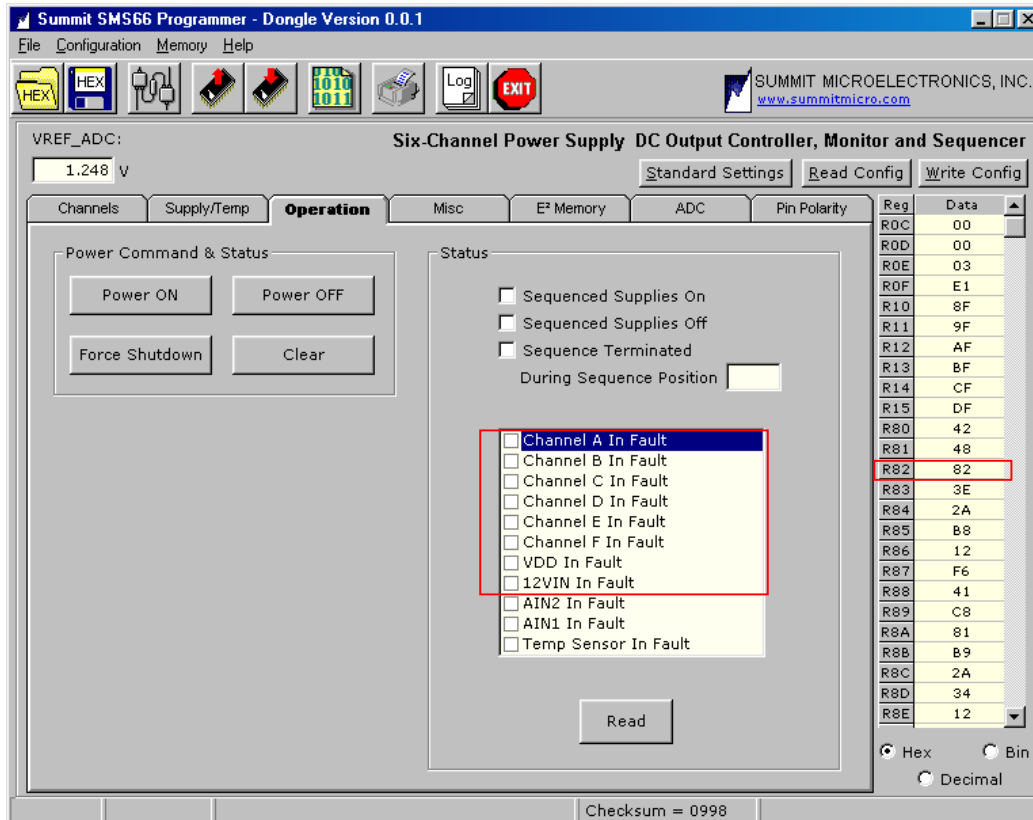 Summit SMS66 Programmer - Dongle Version 0.0.1
File Configuration Memory Help
HEX
HEX
010
1010
1011
Log
EXIT
SUMMIT MICROELECTRONICS, INC.
www.summitmicro.com
VREF_ADC:
1.248 V
Six-Channel Power Supply DC Output Controller, Monitor and Sequencer
Standard Settings Read Config Write Config
Channels Supply/Temp Operation Misc E² Memory ADC Pin Polarity
Power Command & Status
Power ON Power OFF
Force Shutdown Clear
Status
Sequenced Supplies On
Sequenced Supplies Off
Sequence Terminated
During Sequence Position
Channel A In Fault
Channel B In Fault
Channel C In Fault
Channel D In Fault
Channel E In Fault
Channel F In Fault
VDD In Fault
12VIN In Fault
AIN2 In Fault
AIN1 In Fault
Temp Sensor In Fault
Read
Reg Data
R0C 00
R0D 00
R0E 03
R0F E1
R10 8F
R11 9F
R12 AF
R13 BF
R14 CF
R15 DF
R80 42
R81 48
R82 82
R83 3E
R84 2A
R85 B8
R86 12
R87 F6
R88 41
R89 C8
R8A 81
R8B B9
R8C 2A
R8D 34
R8E 12
Hex Bin
Decimal
Checksum = 0998